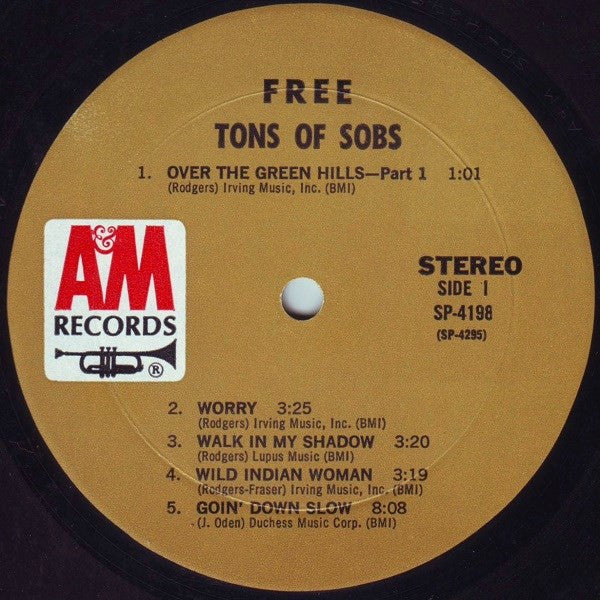 FREE
TONS OF SOBS
1. OVER THE GREEN HILLS—Part 1 1:01
(Rodgers) Irving Music, Inc. (BMI)
A&M
RECORDS
®
STEREO
SIDE 1
SP-4198
(SP-4295)
2. WORRY 3:25
(Rodgers) Irving Music, Inc. (BMI)
3. WALK IN MY SHADOW 3:20
(Rodgers) Lupus Music (BMI)
4. WILD INDIAN WOMAN 3:19
(Rodgers-Fraser) Irving Music, Inc. (BMI)
5. GOIN' DOWN SLOW 8:08
(J. Oden) Duchess Music Corp. (BMI)